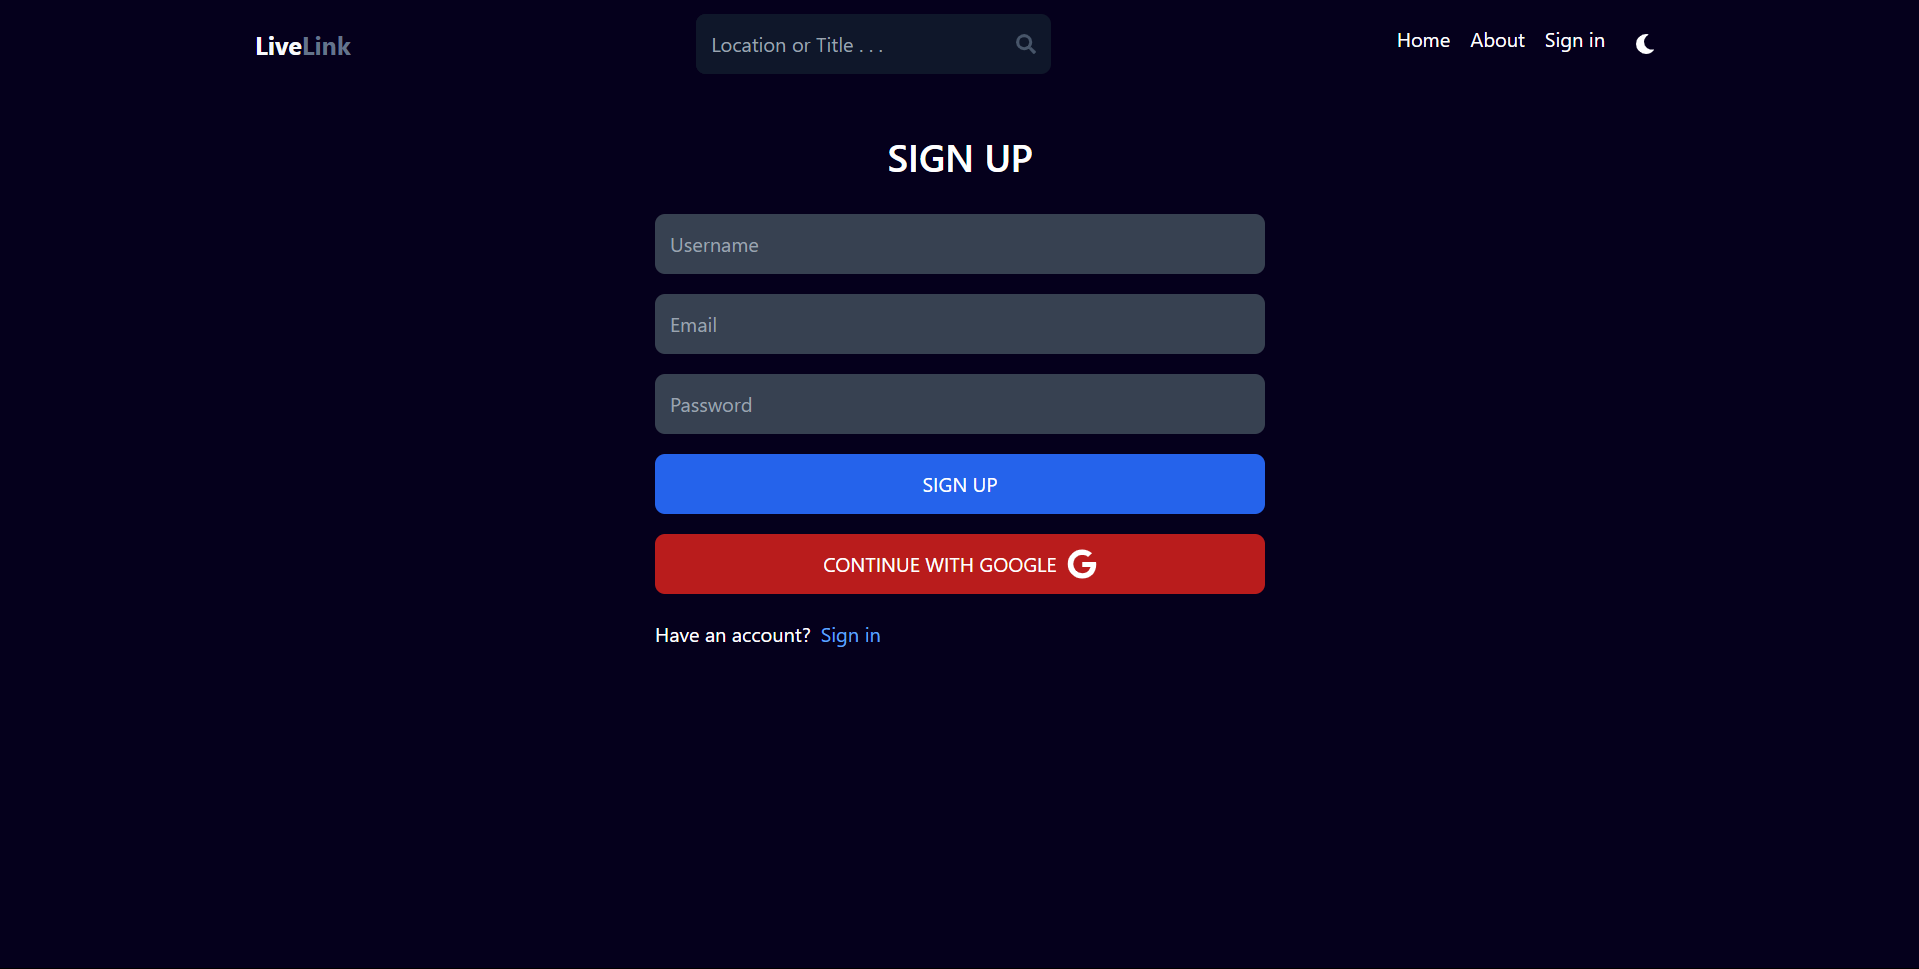 LiveLink
Location or Title . . .
Home About Sign in
SIGN UP
Username
Email
Password
SIGN UP
CONTINUE WITH GOOGLE G
Have an account? Sign in